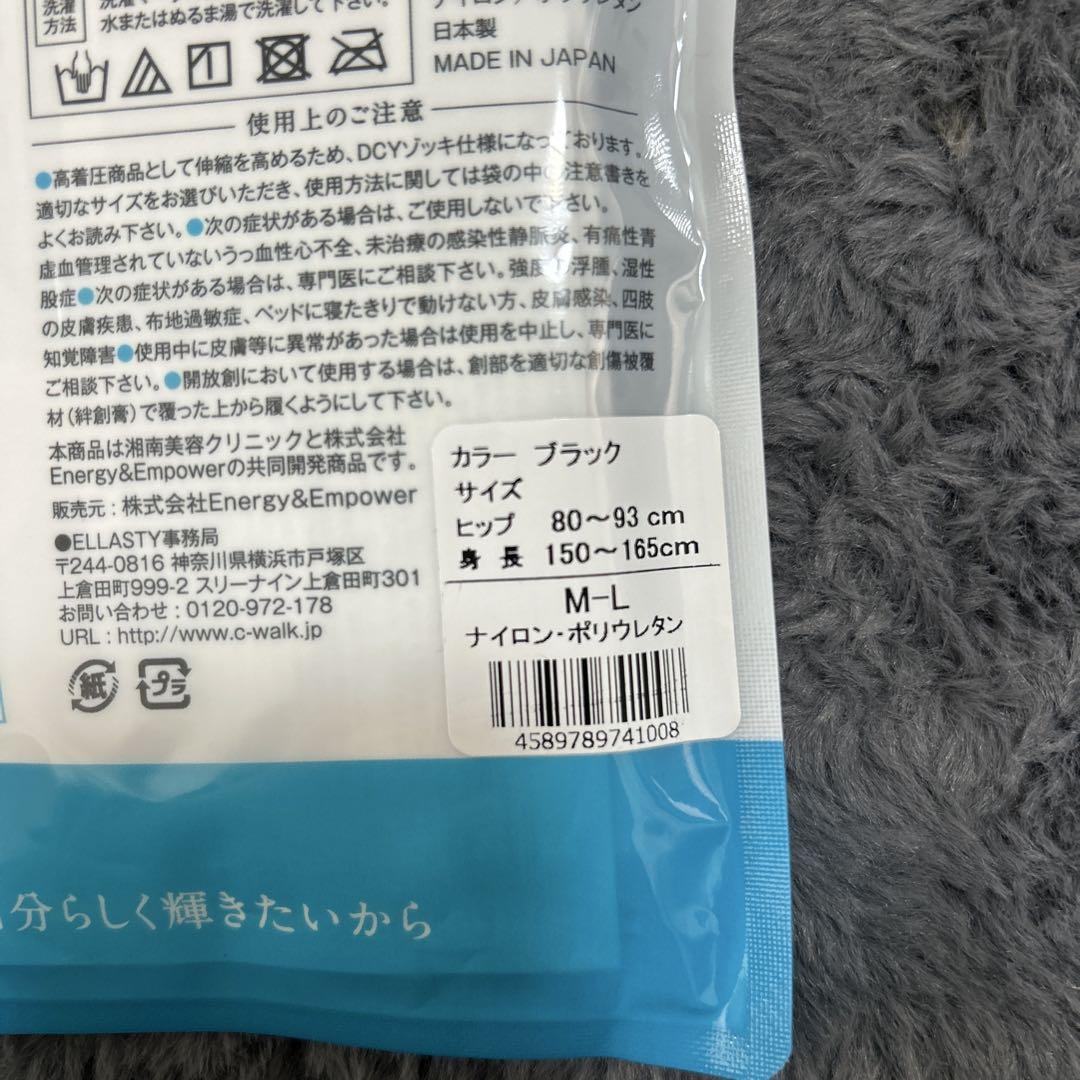 洗濯
方法
水またはぬるま湯で洗濯して下さい。
日本製
MADE IN JAPAN
使用上のご注意
●高着圧商品として伸縮を高めるため、DCYゾッキ仕様になっております。
適切なサイズをお選びいただき、使用方法に関しては袋の中の注意書きを
よくお読み下さい。●次の症状がある場合は、ご使用しないで下さい。
虚血管理されていないうっ血性心不全、未治療の感染性静脈炎、有痛性青
股症●次の症状がある場合は、専門医にご相談下さい。強度の浮腫、湿性
の皮膚疾患、布地過敏症、ベッドに寝たきりで動けない方、皮膚感染、四肢
知覚障害●使用中に皮膚等に異常があった場合は使用を中止し、専門医に
ご相談下さい。●開放創において使用する場合は、創部を適切な創傷被覆
材（絆創膏）で覆った上から履くようにして下さい。
本商品は湘南美容クリニックと株式会社
Energy&Empowerの共同開発商品です。
販売元：株式会社Energy&Empower
●ELLASTY事務局
〒244-0816 神奈川県横浜市戸塚区
上倉田町999-2 スリーナイン上倉田町301
お問い合わせ：0120-972-178
URL：http://www.c-walk.jp
紙
プラ
カラー ブラック
サイズ
ヒップ 80～93 cm
身長 150～165cm
M-L
ナイロン・ポリウレタン
4589789741008
分らしく輝きたいから